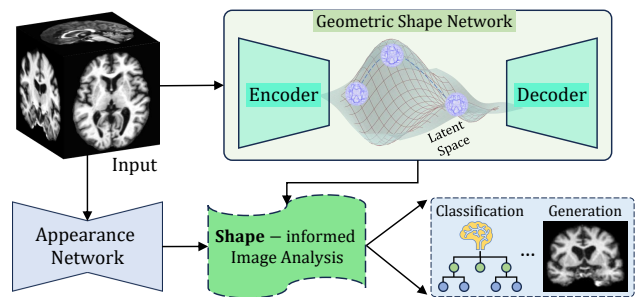 Geometric Shape Network
Encoder
Decoder
Latent
Space
Input
Appearance
Network
Shape – informed
Image Analysis
Classification
Generation
...